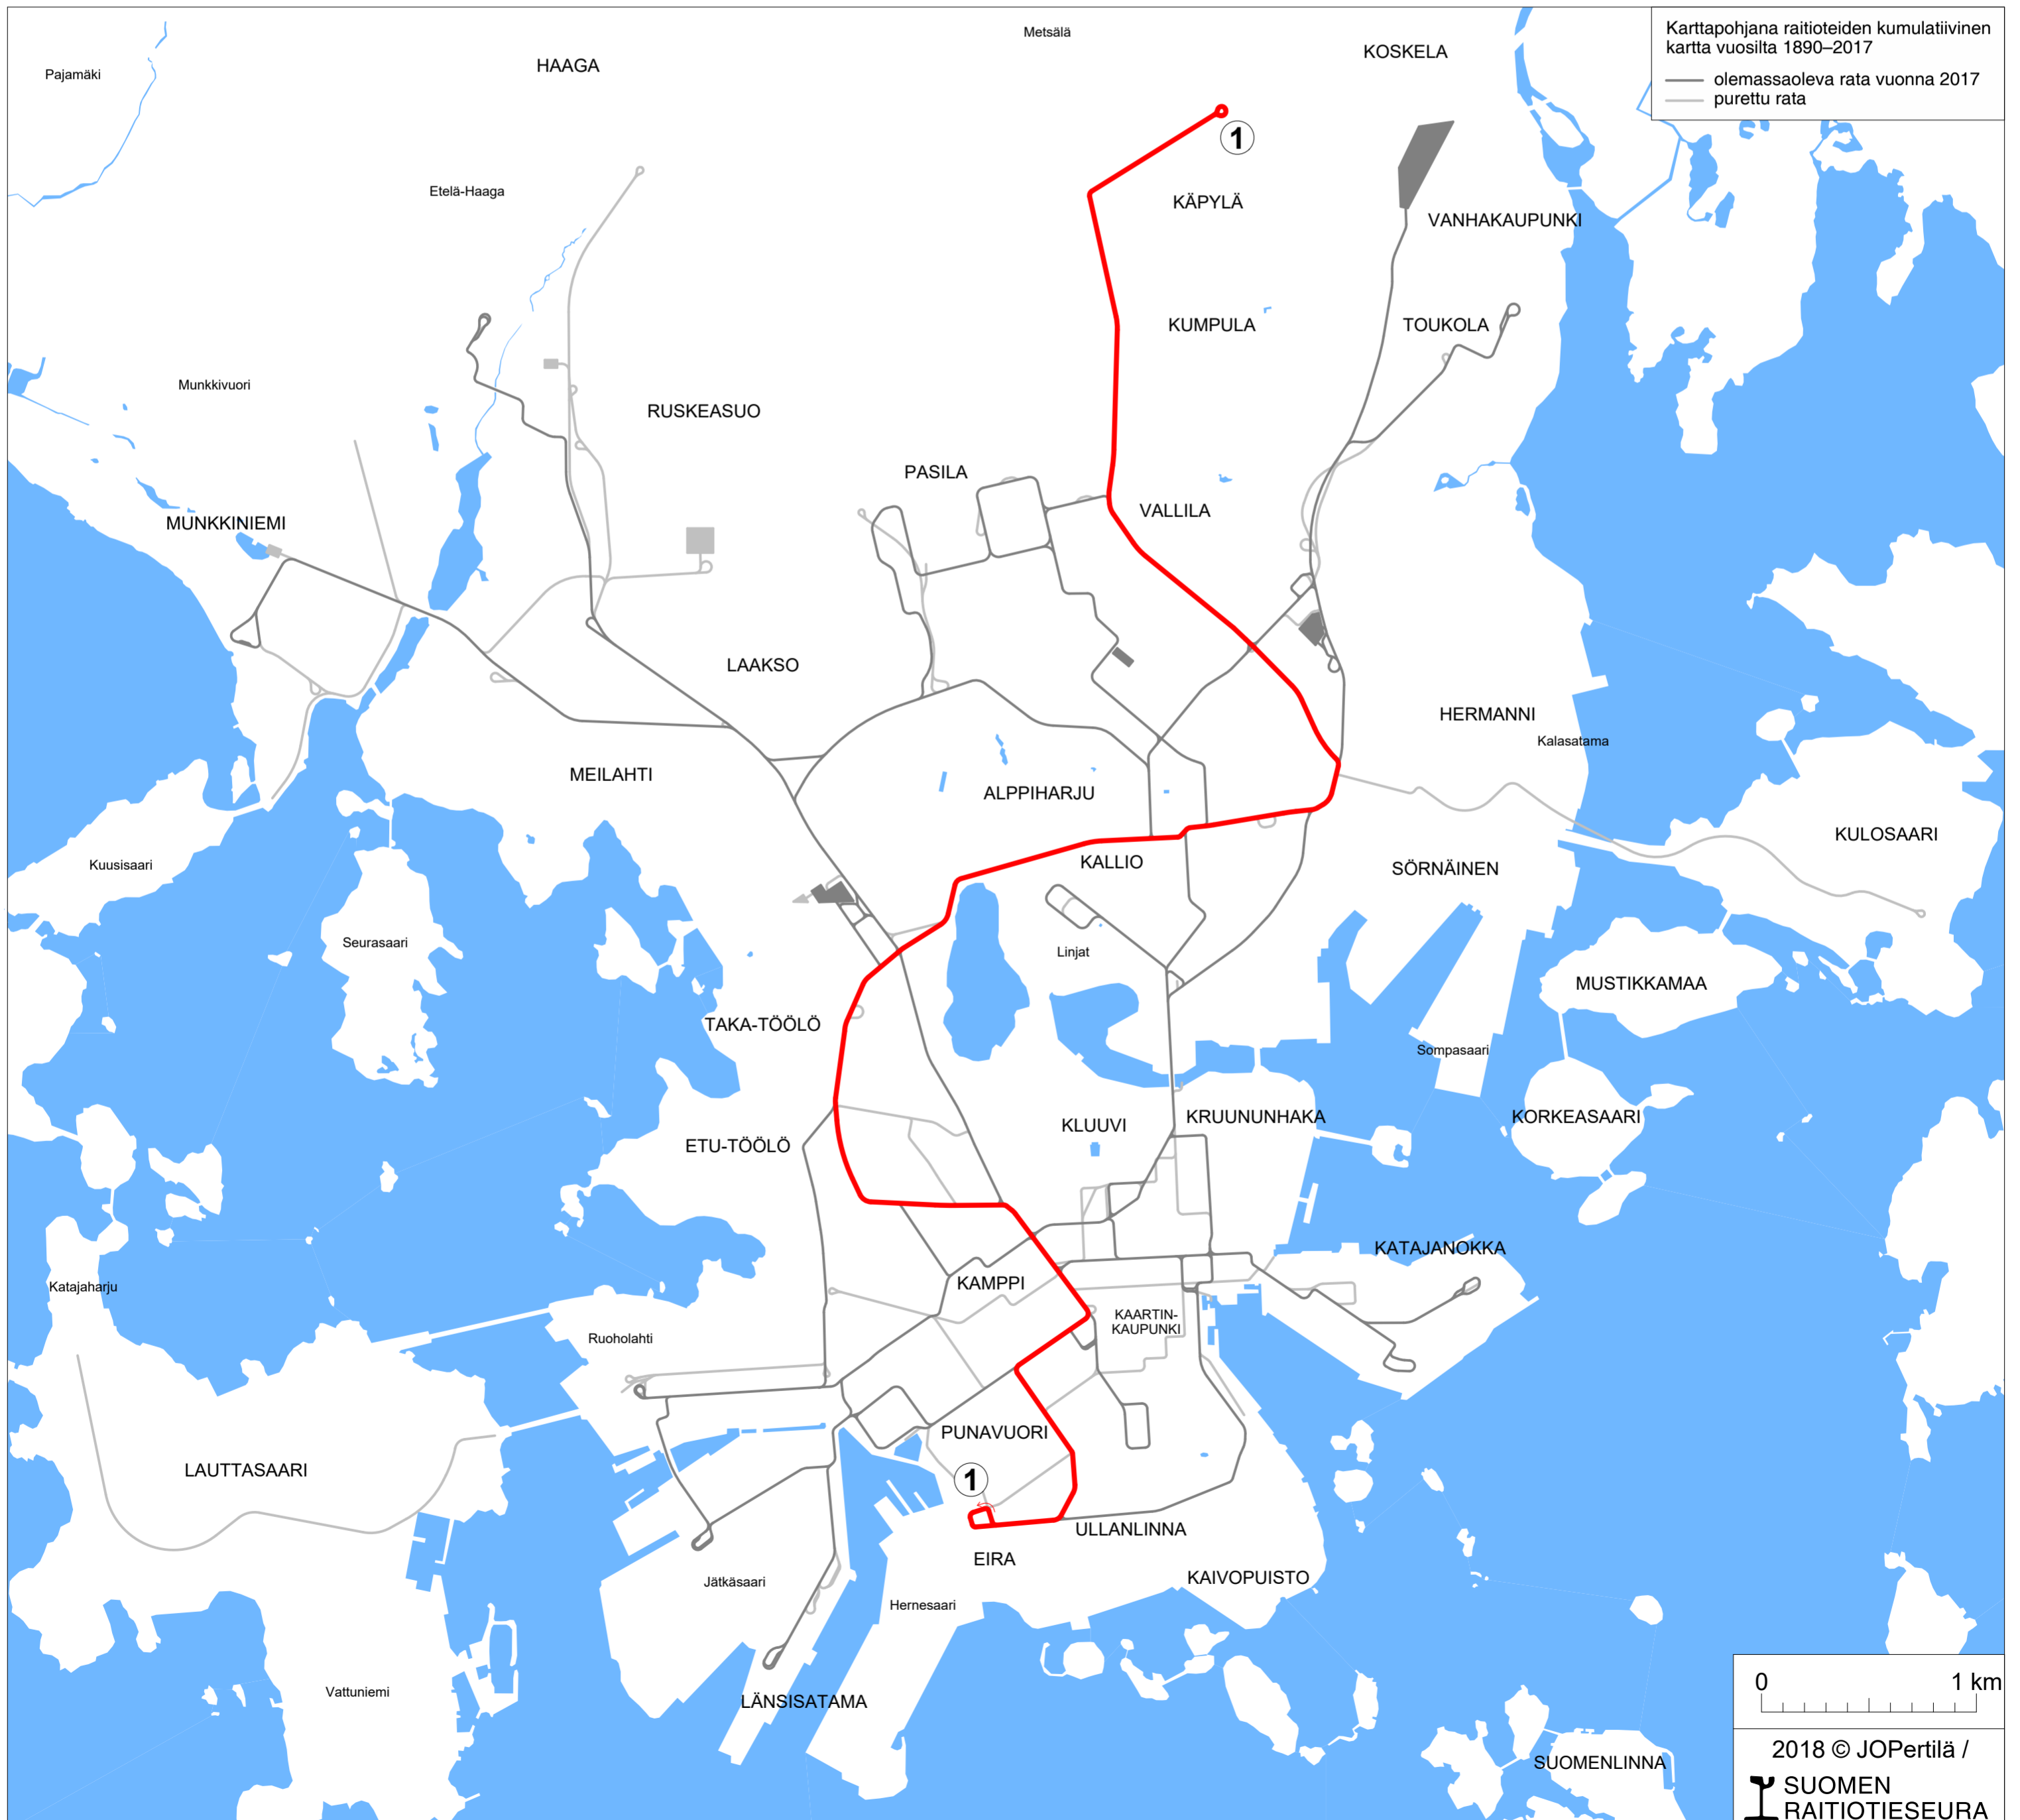 Karttapohjana raitioteiden kumulatiivinen
kartta vuosilta 1890–2017
olemassaoleva rata vuonna 2017
purettu rata
Metsälä
KOSKELA
HAAGA
Pajamäki
1
Etelä-Haaga
KÄPYLÄ
VANHAKAUPUNKI
KUMPULA
TOUKOLA
Munkkivuori
RUSKEASUO
PASILA
VALLILA
MUNKKINIEMI
LAAKSO
HERMANNI
Kalasatama
MEILAHTI
ALPPIHARJU
KULOSAARI
Kuusisaari
KALLIO
SÖRNÄINEN
Seurasaari
Linjat
MUSTIKKAMAA
TAKA-TÖÖLÖ
Sompasaari
KLUUVI
KRUUNUNHAKA
KORKEASAARI
ETU-TÖÖLÖ
KATAJANOKKA
Katajaharju
KAMPPI
KAARTIN-
KAUPUNKI
Ruoholahti
PUNAVUORI
LAUTTASAARI
1
ULLANLINNA
EIRA
KAIVOPUISTO
Jätkäsaari
Hernesaari
Vattuniemi
LÄNSISATAMA
SUOMENLINNA
0 1 km
2018 © JOPertilä /
SUOMEN
RAITIOTIESEURA